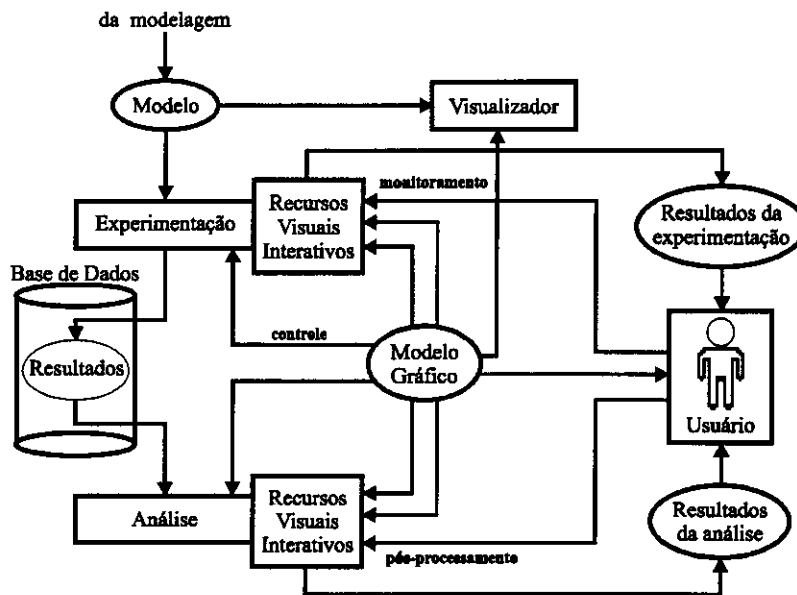 da modelagem
Modelo
Visualizador
monitoramento
Experimentação
Recursos
Visuais
Interativos
Resultados da
experimentação
Base de Dados
controle
Resultados
Modelo
Gráfico
Usuário
Análise
Recursos
Visuais
Interativos
pós-processamento
Resultados
da análise